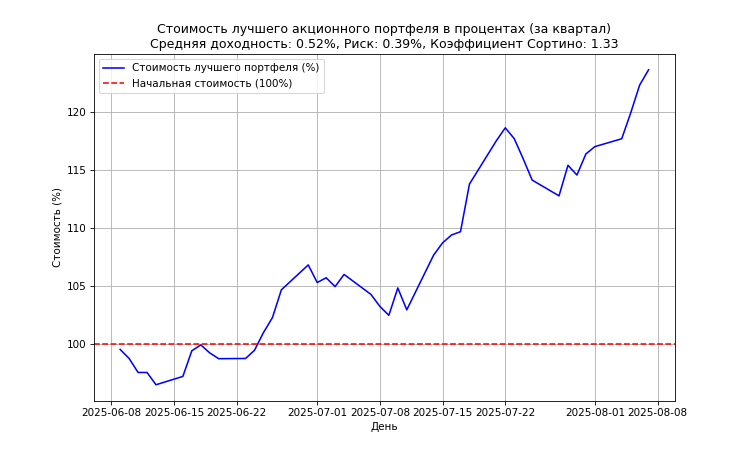 Стоимость лучшего акционного портфеля в процентах (за квартал)
Средняя доходность: 0.52%, Риск: 0.39%, Коэффициент Сортино: 1.33
Стоимость лучшего портфеля (%)
Начальная стоимость (100%)
Стоимость (%)
120
115
110
105
100
2025-06-08 2025-06-15 2025-06-22 2025-07-01 2025-07-08 2025-07-15 2025-07-22 2025-08-01 2025-08-08
День